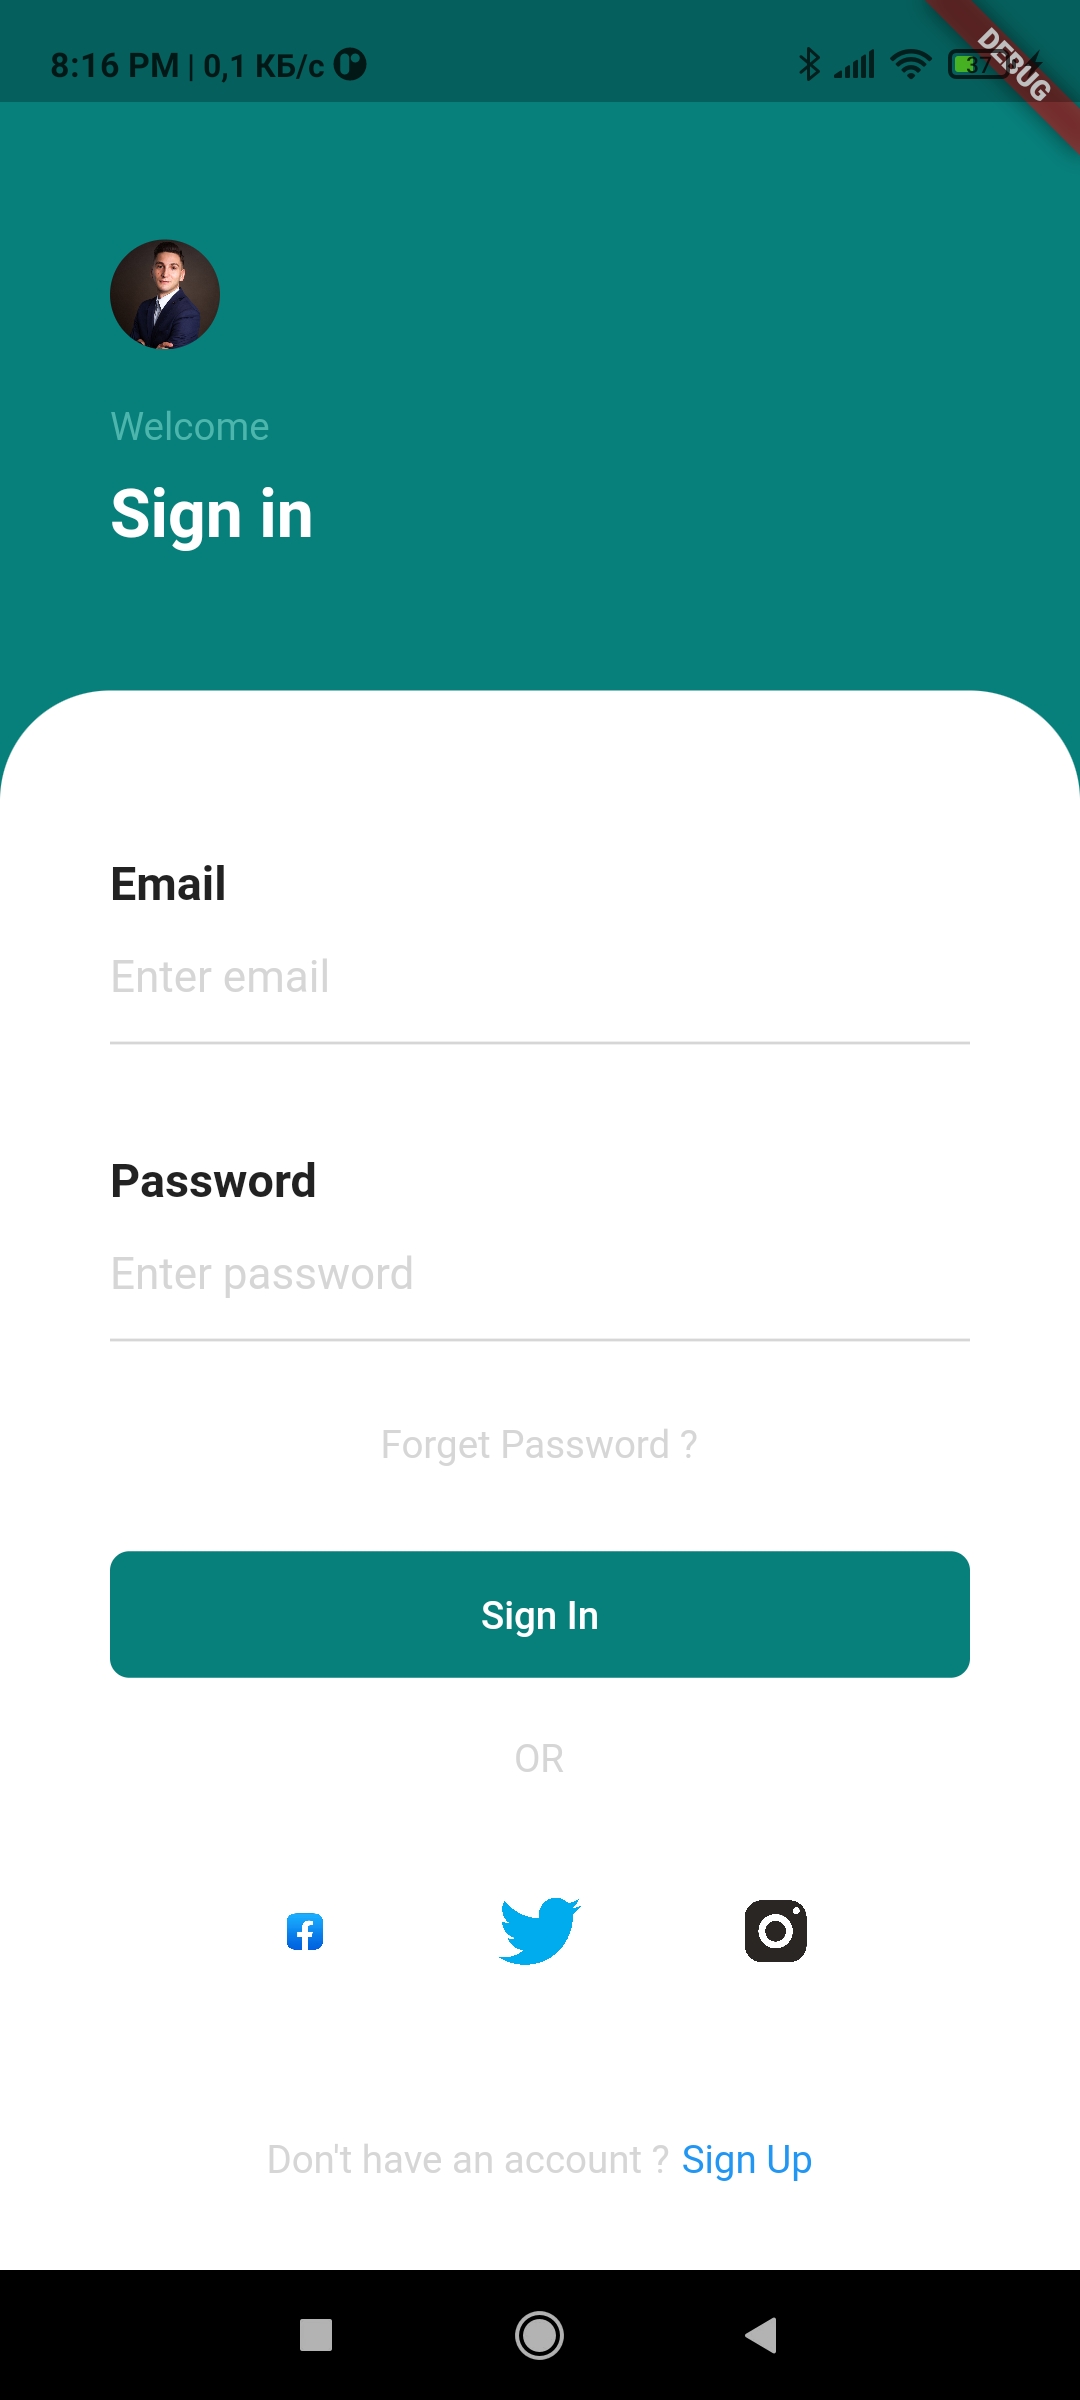 8:16 PM | 0,1 КБ/с
37
DEBUG
Welcome
Sign in
Email
Enter email
Password
Enter password
Forget Password ?
Sign In
OR
Don't have an account ? Sign Up